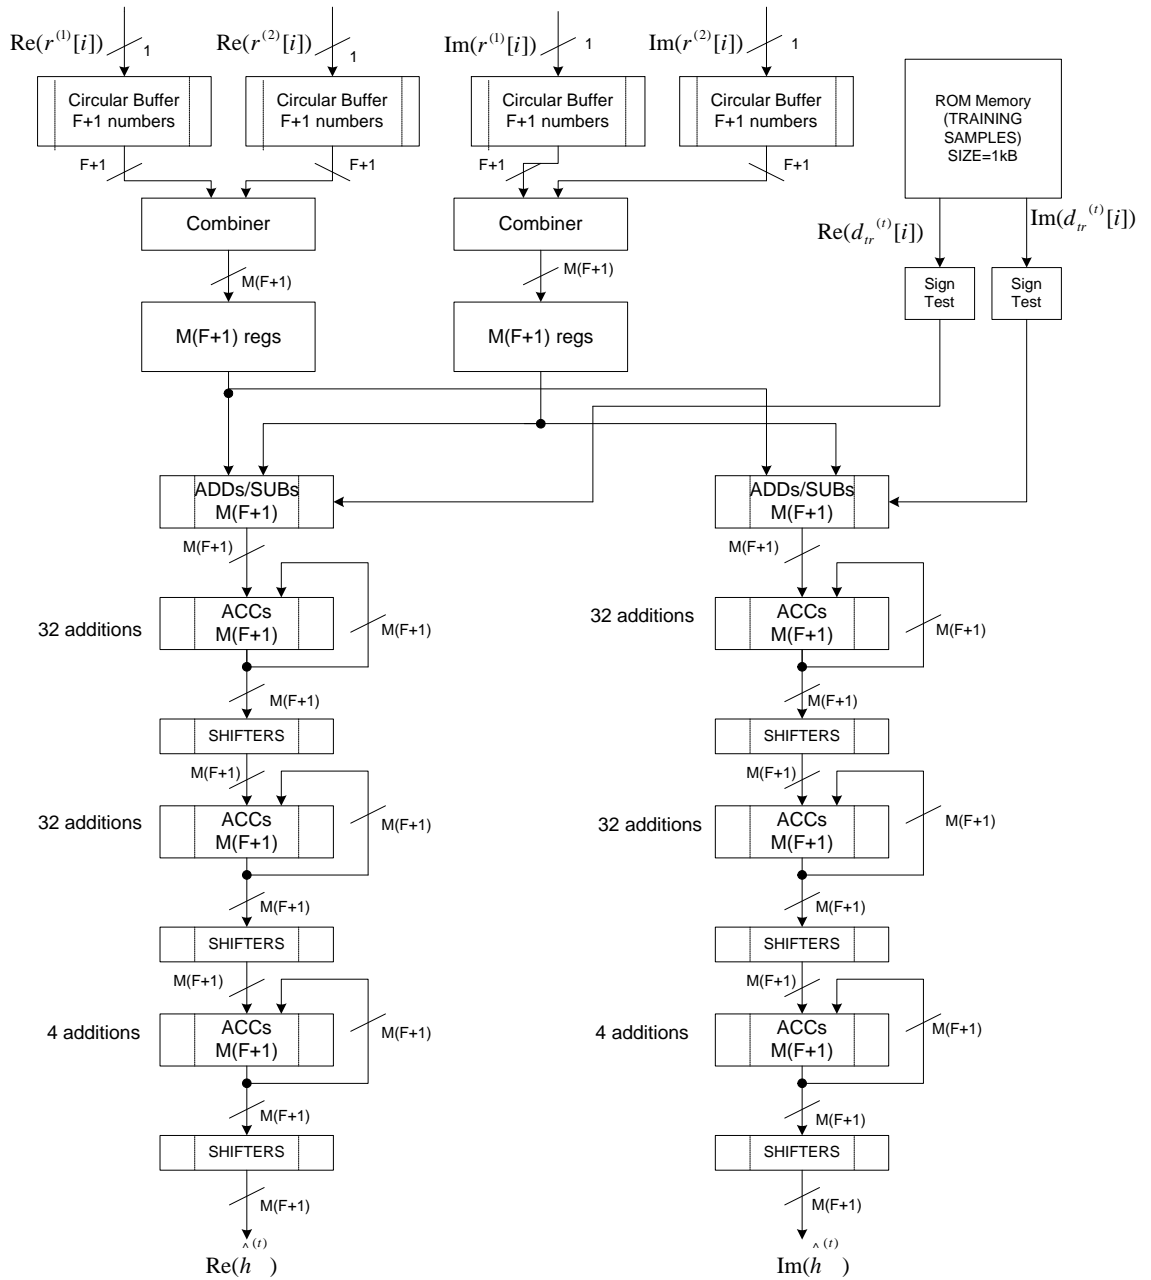 Re(r^(1)[i]) 1 Re(r^(2)[i]) 1 Im(r^(1)[i]) 1 Im(r^(2)[i]) 1
Circular Buffer
F+1 numbers
Circular Buffer
F+1 numbers
Circular Buffer
F+1 numbers
Circular Buffer
F+1 numbers
ROM Memory
(TRAINING
SAMPLES)
SIZE=1kB
F+1 F+1 F+1 F+1
Combiner Combiner
Re(d_tr^(t)[i]) Im(d_tr^(t)[i])
M(F+1) M(F+1)
Sign
Test
Sign
Test
M(F+1) regs M(F+1) regs
ADDs/SUBs
M(F+1)
ADDs/SUBs
M(F+1)
M(F+1) M(F+1)
32 additions
ACCs
M(F+1)
M(F+1)
32 additions
ACCs
M(F+1)
M(F+1)
M(F+1) M(F+1)
SHIFTERS SHIFTERS
M(F+1) M(F+1)
32 additions
ACCs
M(F+1)
M(F+1)
32 additions
ACCs
M(F+1)
M(F+1)
M(F+1) M(F+1)
SHIFTERS SHIFTERS
M(F+1) M(F+1)
4 additions
ACCs
M(F+1)
M(F+1)
4 additions
ACCs
M(F+1)
M(F+1)
M(F+1) M(F+1)
SHIFTERS SHIFTERS
M(F+1) M(F+1)
Re(ĥ^(t)) Im(ĥ^(t))